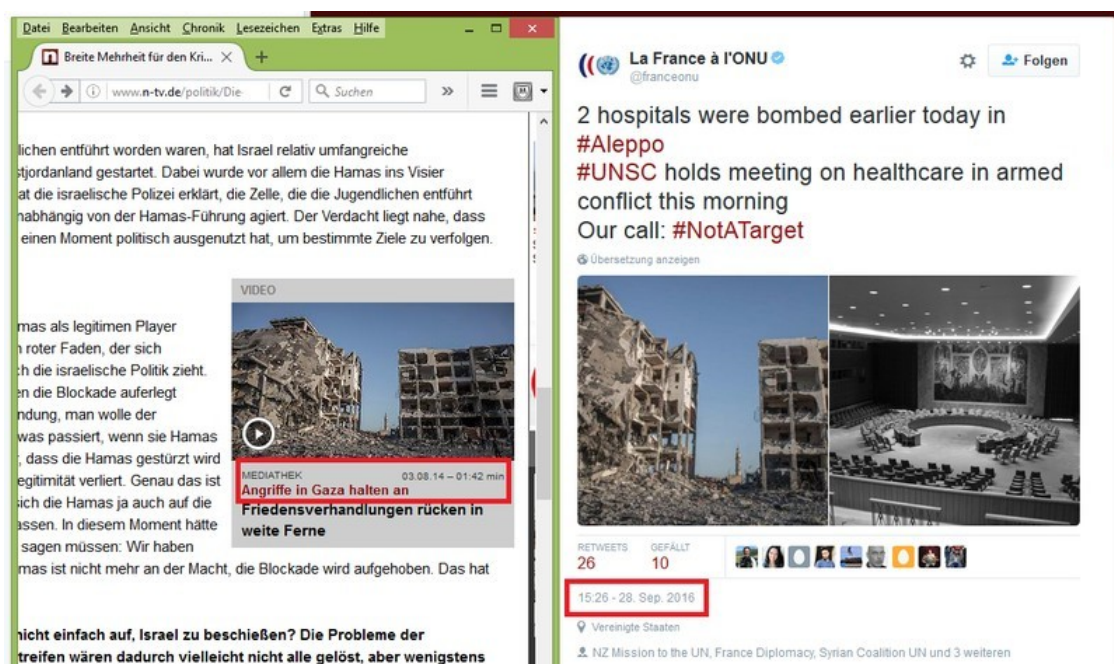 Datei Bearbeiten Ansicht Chronik Lesezeichen Extras Hilfe
Breite Mehrheit für den Kri...
www.n-tv.de/politik/Die
Suchen
lichen entführt worden waren, hat Israel relativ umfangreiche
stjordanland gestartet. Dabei wurde vor allem die Hamas ins Visier
at die israelische Polizei erklärt, die Zelle, die die Jugendlichen entführt
nabhängig von der Hamas-Führung agiert. Der Verdacht liegt nahe, dass
einen Moment politisch ausgenutzt hat, um bestimmte Ziele zu verfolgen.
mas als legitimen Player
n roter Faden, der sich
ch die israelische Politik zieht.
en die Blockade auferlegt
ndung, man wolle der
was passiert, wenn sie Hamas
, dass die Hamas gestürzt wird
egitimität verliert. Genau das ist
sich die Hamas ja auch auf die
assen. In diesem Moment hätte
sagen müssen: Wir haben
mas ist nicht mehr an der Macht, die Blockade wird aufgehoben. Das hat
nicht einfach auf, Israel zu beschießen? Die Probleme der
treifen wären dadurch vielleicht nicht alle gelöst, aber wenigstens
VIDEO
MEDIATHEK 03.08.14 – 01:42 min
Angriffe in Gaza halten an
Friedensverhandlungen rücken in
weite Ferne
La France à l'ONU
@franceonu
Folgen
2 hospitals were bombed earlier today in
#Aleppo
#UNSC holds meeting on healthcare in armed
conflict this morning
Our call: #NotATarget
Übersetzung anzeigen
RETWEETS GEFÄLLT
26 10
15:26 - 28. Sep. 2016
Vereinigte Staaten
NZ Mission to the UN, France Diplomacy, Syrian Coalition UN und 3 weiteren